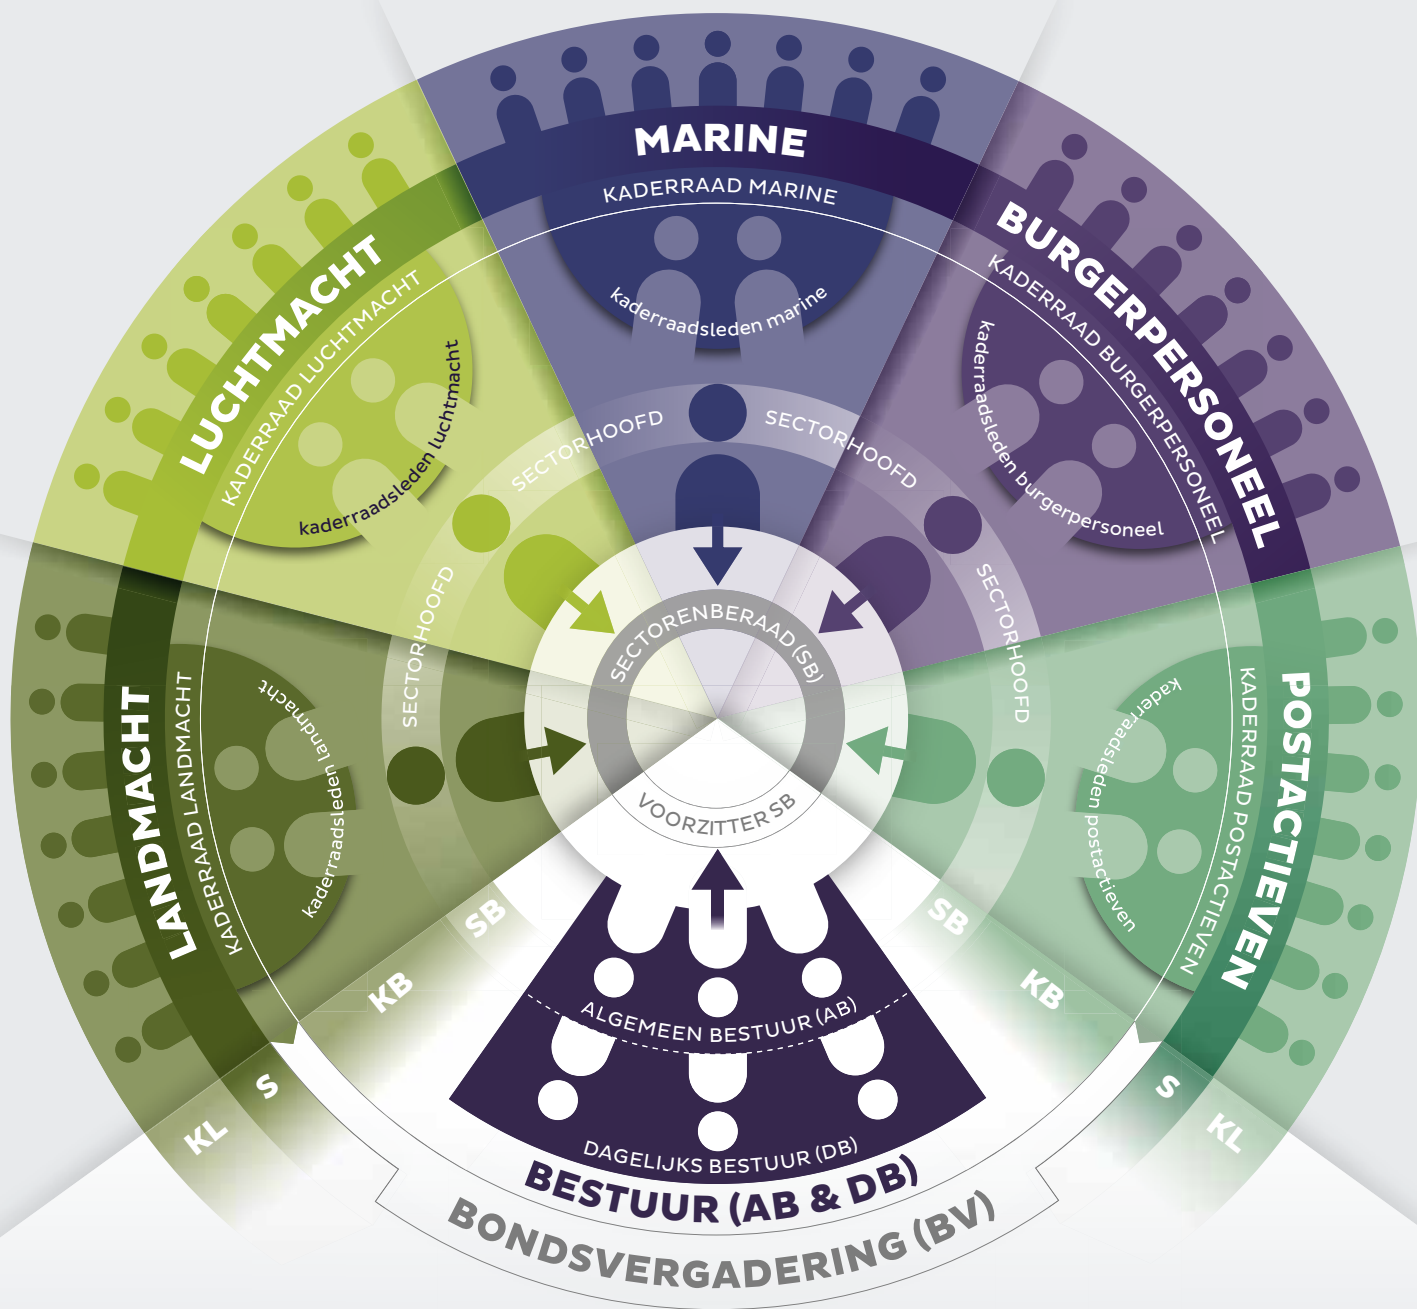 MARINE
KADERRAAD MARINE
kaderraadsleden marine
BURGERPERSONEEL
KADERRAAD BURGERPERSONEEL
kaderraadsleden burgerpersoneel
LUCHTMACHT
KADERRAAD LUCHTMACHT
kaderraadsleden luchtmacht
SECTORHOOFD
SECTORHOOFD
SECTORHOOFD
SECTORHOOFD
LANDMACHT
KADERRAAD LANDMACHT
kaderraadsleden landmacht
POSTACTIEVEN
KADERRAAD POSTACTIEVEN
kaderraadsleden postactieven
SECTORENBERAAD (SB)
VOORZITTER SB
SB
SB
KB
KB
S
S
KL
KL
ALGEMEEN BESTUUR (AB)
DAGELIJKS BESTUUR (DB)
BESTUUR (AB & DB)
BONDSVERGADERING (BV)